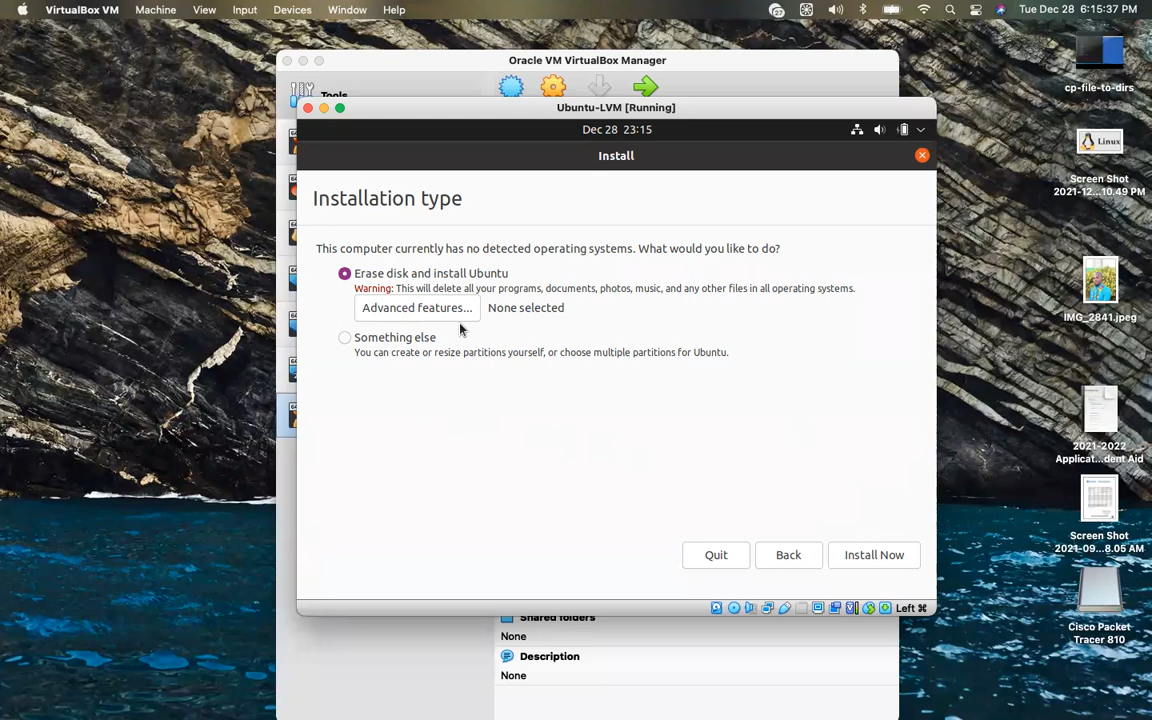 VirtualBox VM Machine View Input Devices Window Help
Tue Dec 28 6:15:37 PM
Oracle VM VirtualBox Manager
Tools
Ubuntu-LVM [Running]
Dec 28 23:15
Install
Installation type
This computer currently has no detected operating systems. What would you like to do?
Erase disk and install Ubuntu
Warning: This will delete all your programs, documents, photos, music, and any other files in all operating systems.
Advanced features... None selected
Something else
You can create or resize partitions yourself, or choose multiple partitions for Ubuntu.
Quit Back Install Now
Left ⌘
Shared folders
None
Description
None
cp-file-to-dirs
Linux
Screen Shot
2021-12...10.49 PM
IMG_2841.jpeg
2021-2022
Applicat...dent Aid
Screen Shot
2021-09...8.05 AM
Cisco Packet
Tracer 810